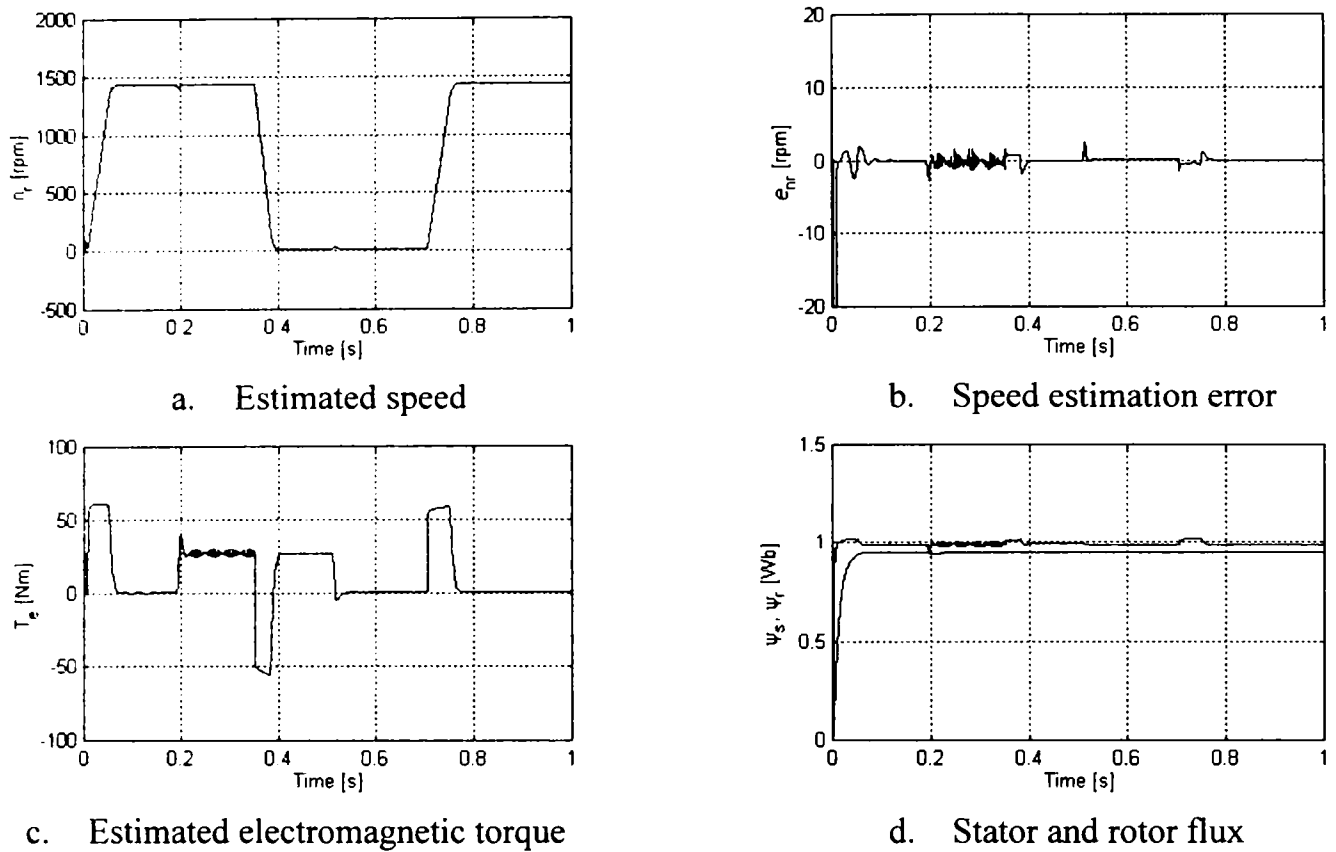 2000
1500
1000
500
0
-500
n_r [rpm]
0 0.2 0.4 0.6 0.8 1
Time [s]
a. Estimated speed
20
10
0
-10
-20
e_nr [rpm]
0 0.2 0.4 0.6 0.8 1
Time [s]
b. Speed estimation error
100
50
0
-50
-100
T_e [Nm]
0 0.2 0.4 0.6 0.8 1
Time [s]
c. Estimated electromagnetic torque
1.5
1
0.5
0
Ψ_s, Ψ_r [Wb]
0 0.2 0.4 0.6 0.8 1
Time [s]
d. Stator and rotor flux